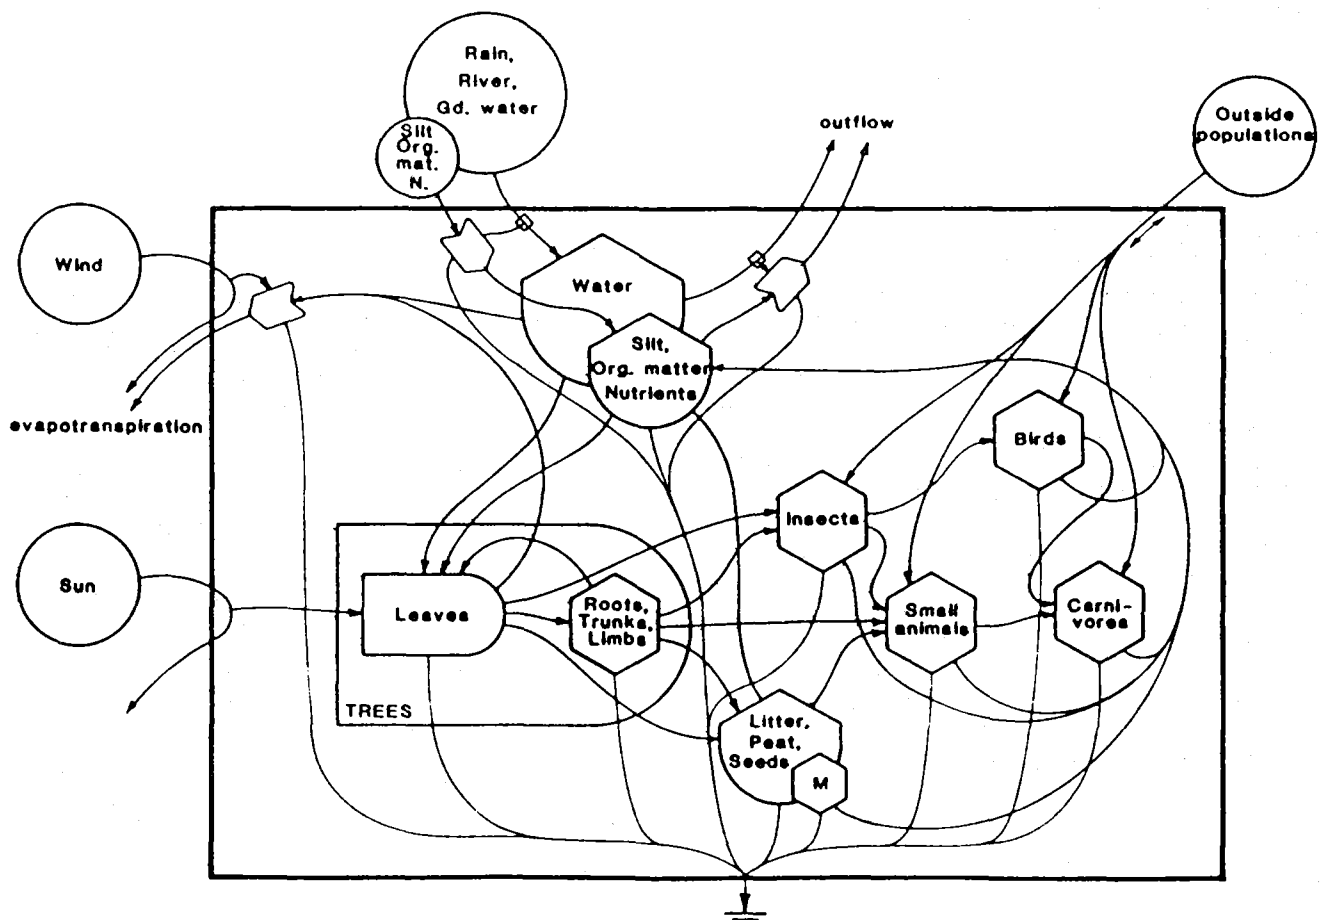 Rain,
River,
Gd. water
Silt
Org.
mat.
N.
outflow
Outside
populations
Wind
Water
Silt,
Org. matter
Nutrients
evapotranspiration
Birds
Insects
Sun
Leaves
Roots,
Trunks,
Limbs
Small
animals
Carni-
vores
TREES
Litter,
Peat,
Seeds
M